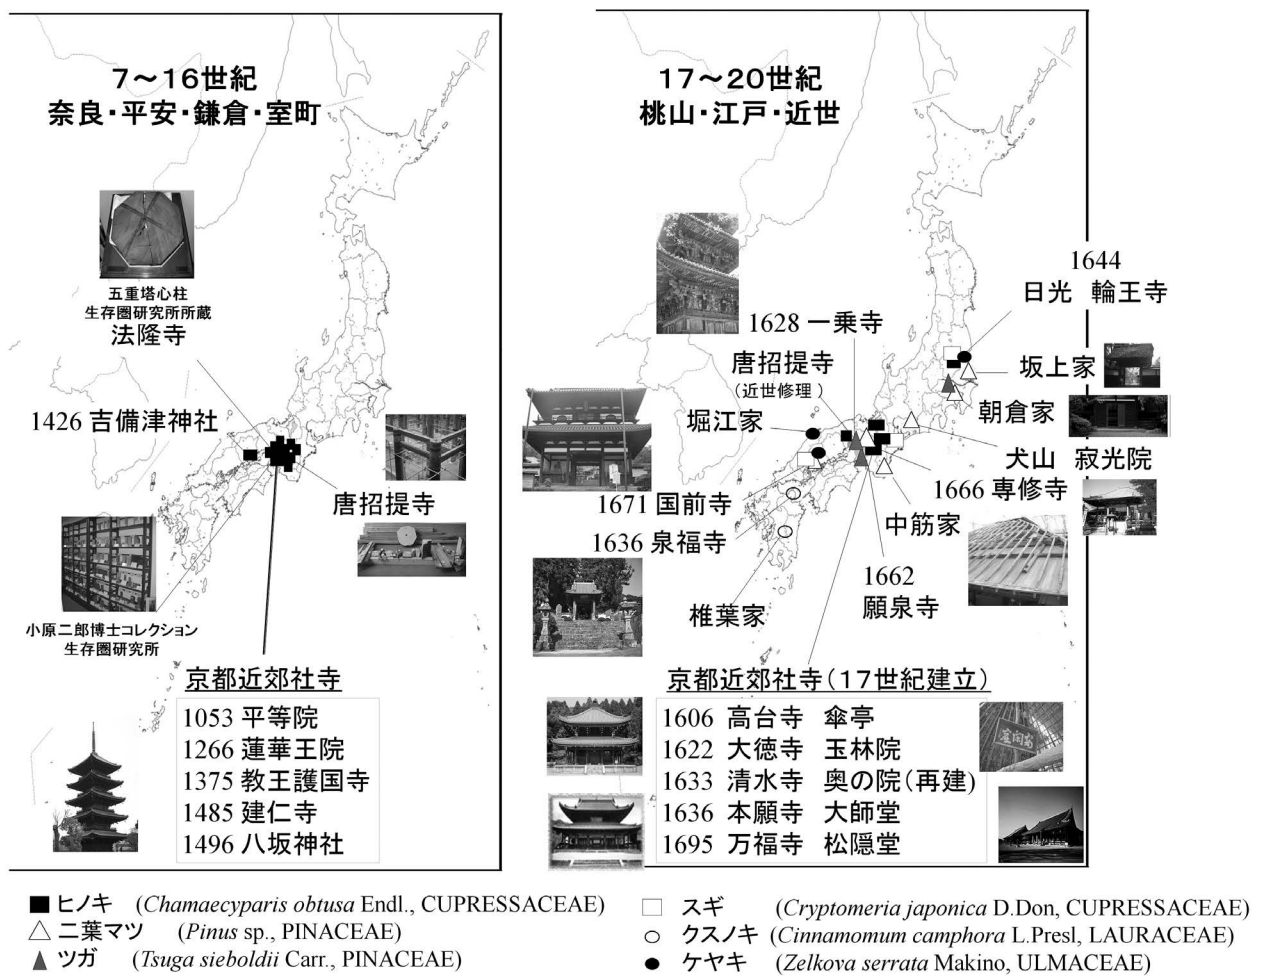 7～16世紀
奈良・平安・鎌倉・室町
五重塔心柱
生存圏研究所所蔵
法隆寺
1426 吉備津神社
唐招提寺
小原二郎博士コレクション
生存圏研究所
京都近郊社寺
1053 平等院
1266 蓮華王院
1375 教王護国寺
1485 建仁寺
1496 八坂神社
17～20世紀
桃山・江戸・近世
1644
日光 輪王寺
1628 一乗寺
唐招提寺
（近世修理）
坂上家
堀江家
朝倉家
犬山 寂光院
1666 専修寺
1671 国前寺
中筋家
1636 泉福寺
1662
願泉寺
椎葉家
京都近郊社寺（17世紀建立）
1606 高台寺 傘亭
1622 大徳寺 玉林院
1633 清水寺 奥の院（再建）
1636 本願寺 大師堂
1695 万福寺 松隠堂
ヒノキ (Chamaecyparis obtusa Endl., CUPRESSACEAE)
二葉マツ (Pinus sp., PINACEAE)
ツガ (Tsuga sieboldii Carr., PINACEAE)
スギ (Cryptomeria japonica D.Don, CUPRESSACEAE)
クスノキ (Cinnamomum camphora L.Presl, LAURACEAE)
ケヤキ (Zelkova serrata Makino, ULMACEAE)